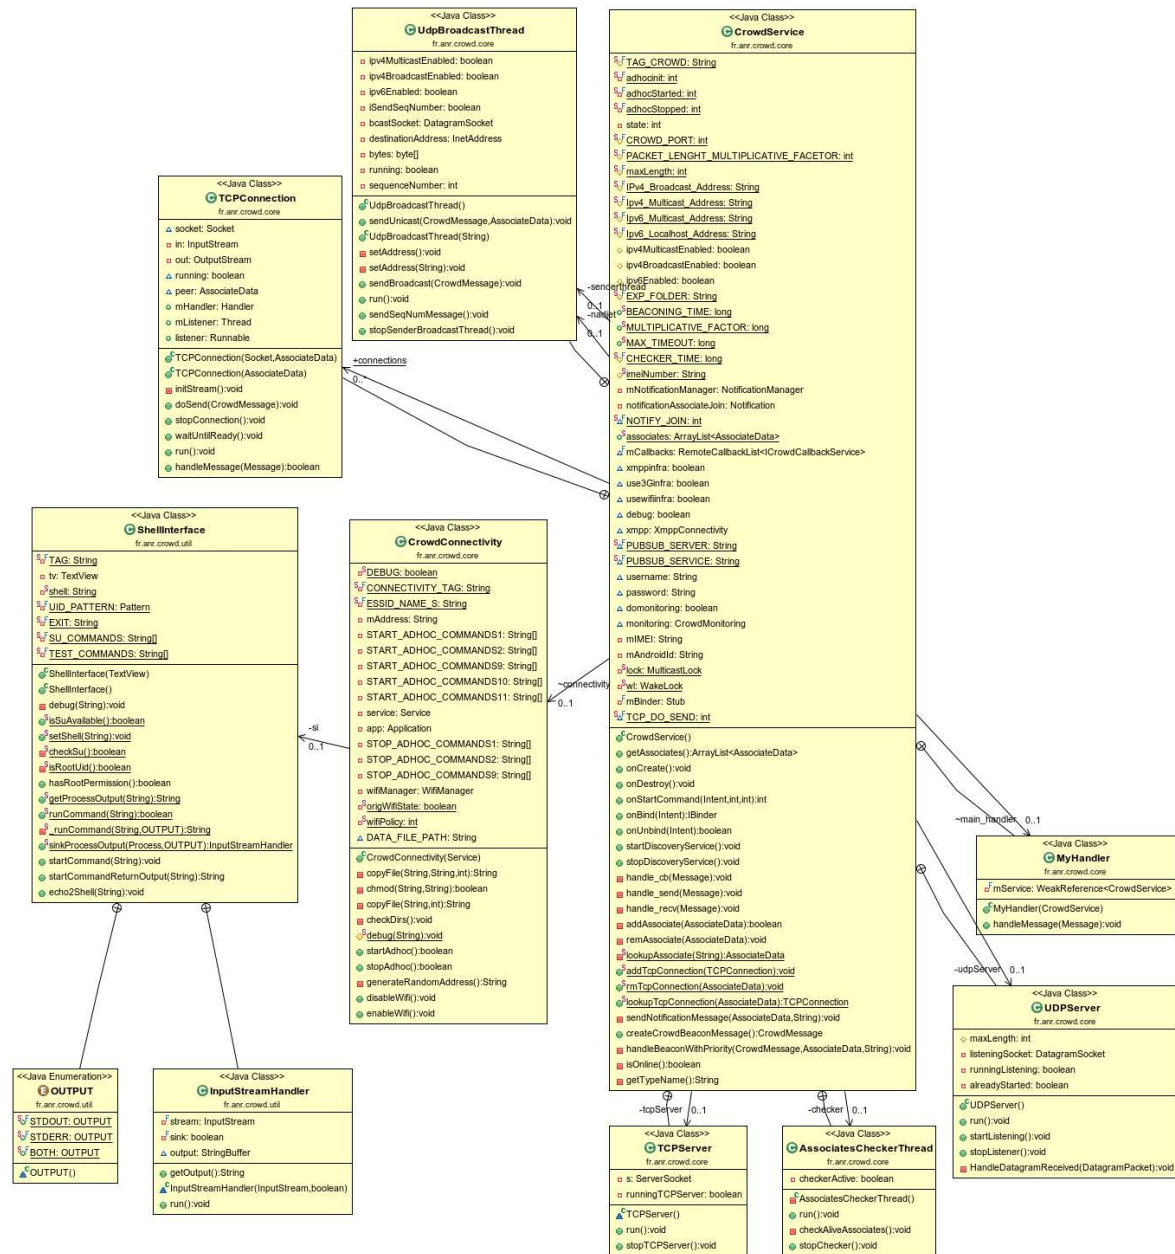 <<Java Class>>
UdpBroadcastThread
fr.anr.crowd.core
ipv4MulticastEnabled: boolean
ipv4BroadcastEnabled: boolean
ipv6Enabled: boolean
iSendSeqNumber: boolean
bcastSocket: DatagramSocket
destinationAddress: InetAddress
bytes: byte[]
running: boolean
sequenceNumber: int
UdpBroadcastThread()
sendUnicast(CrowdMessage,AssociateData):void
UdpBroadcastThread(String)
setAddress():void
setAddress(String):void
sendBroadcast(CrowdMessage):void
run():void
sendSeqNumMessage():void
stopSenderBroadcastThread():void
<<Java Class>>
CrowdService
fr.anr.crowd.core
TAG_CROWD: String
adhocinit: int
adhocStarted: int
adhocStopped: int
state: int
CROWD_PORT: int
PACKET_LENGHT_MULTIPLICATIVE_FACETOR: int
maxLength: int
IPv4_Broadcast_Address: String
Ipv4_Multicast_Address: String
Ipv6_Multicast_Address: String
Ipv6_Localhost_Address: String
ipv4MulticastEnabled: boolean
ipv4BroadcastEnabled: boolean
ipv6Enabled: boolean
EXP_FOLDER: String
BEACONING_TIME: long
MULTIPLICATIVE_FACTOR: long
MAX_TIMEOUT: long
CHECKER_TIME: long
imeiNumber: String
mNotificationManager: NotificationManager
notificationAssociateJoin: Notification
NOTIFY_JOIN: int
associates: ArrayList<AssociateData>
mCallbacks: RemoteCallbackList<ICrowdCallbackService>
xmppinfra: boolean
use3Ginfra: boolean
usewifiinfra: boolean
debug: boolean
xmpp: XmppConnectivity
PUBSUB_SERVER: String
PUBSUB_SERVICE: String
username: String
password: String
domonitoring: boolean
monitoring: CrowdMonitoring
mIMEI: String
mAndroidId: String
lock: MulticastLock
wl: WakeLock
mBinder: Stub
TCP_DO_SEND: int
CrowdService()
getAssociates():ArrayList<AssociateData>
onCreate():void
onDestroy():void
onStartCommand(Intent,int,int):int
onBind(Intent):IBinder
onUnbind(Intent):boolean
startDiscoveryService():void
stopDiscoveryService():void
handle_cb(Message):void
handle_send(Message):void
handle_recv(Message):void
addAssociate(AssociateData):boolean
remAssociate(AssociateData):void
lookupAssociate(String):AssociateData
addTcpConnection(TCPConnection):void
rmTcpConnection(AssociateData):void
lookupTcpConnection(AssociateData):TCPConnection
sendNotificationMessage(AssociateData,String):void
createCrowdBeaconMessage():CrowdMessage
handleBeaconWithPriority(CrowdMessage,AssociateData,String):void
isOnline():boolean
getTypeName():String
<<Java Class>>
TCPConnection
fr.anr.crowd.core
socket: Socket
in: InputStream
out: OutputStream
running: boolean
peer: AssociateData
mHandler: Handler
mListener: Thread
listener: Runnable
TCPConnection(Socket,AssociateData)
TCPConnection(AssociateData)
initStream():void
doSend(CrowdMessage):void
stopConnection():void
waitUntilReady():void
run():void
handleMessage(Message):boolean
-senderthread
0..1
-nadjet
0..1
+connections
0..*
<<Java Class>>
ShellInterface
fr.anr.crowd.util
TAG: String
tv: TextView
shell: String
UID_PATTERN: Pattern
EXIT: String
SU_COMMANDS: String[]
TEST_COMMANDS: String[]
ShellInterface(TextView)
ShellInterface()
debug(String):void
isSuAvailable():boolean
setShell(String):void
checkSu():boolean
isRootUid():boolean
hasRootPermission():boolean
getProcessOutput(String):String
runCommand(String):boolean
_runCommand(String,OUTPUT):String
sinkProcessOutput(Process,OUTPUT):InputStreamHandler
startCommand(String):void
startCommandReturnOutput(String):String
echo2Shell(String):void
<<Java Class>>
CrowdConnectivity
fr.anr.crowd.core
DEBUG: boolean
CONNECTIVITY_TAG: String
ESSID_NAME_S: String
mAddress: String
START_ADHOC_COMMANDS1: String[]
START_ADHOC_COMMANDS2: String[]
START_ADHOC_COMMANDS9: String[]
START_ADHOC_COMMANDS10: String[]
START_ADHOC_COMMANDS11: String[]
service: Service
app: Application
STOP_ADHOC_COMMANDS1: String[]
STOP_ADHOC_COMMANDS2: String[]
STOP_ADHOC_COMMANDS9: String[]
wifiManager: WifiManager
origWifiState: boolean
wifiPolicy: int
DATA_FILE_PATH: String
CrowdConnectivity(Service)
copyFile(String,String,int):String
chmod(String,String):boolean
copyFile(String,int):String
checkDirs():void
debug(String):void
startAdhoc():boolean
stopAdhoc():boolean
generateRandomAddress():String
disableWifi():void
enableWifi():void
~connectivity
0..1
-si
0..1
~main_handler
0..1
<<Java Class>>
MyHandler
fr.anr.crowd.core
mService: WeakReference<CrowdService>
MyHandler(CrowdService)
handleMessage(Message):void
-udpServer
0..1
<<Java Class>>
UDPServer
fr.anr.crowd.core
maxLength: int
listeningSocket: DatagramSocket
runningListening: boolean
alreadyStarted: boolean
UDPServer()
run():void
startListening():void
stopListener():void
HandleDatagramReceived(DatagramPacket):void
<<Java Enumeration>>
OUTPUT
fr.anr.crowd.util
STDOUT: OUTPUT
STDERR: OUTPUT
BOTH: OUTPUT
OUTPUT()
<<Java Class>>
InputStreamHandler
fr.anr.crowd.util
stream: InputStream
sink: boolean
output: StringBuffer
getOutput():String
InputStreamHandler(InputStream,boolean)
run():void
-tcpServer
0..1
-checker
0..1
<<Java Class>>
TCPServer
fr.anr.crowd.core
s: ServerSocket
runningTCPServer: boolean
TCPServer()
run():void
stopTCPServer():void
<<Java Class>>
AssociatesCheckerThread
fr.anr.crowd.core
checkerActive: boolean
AssociatesCheckerThread()
run():void
checkAliveAssociates():void
stopChecker():void